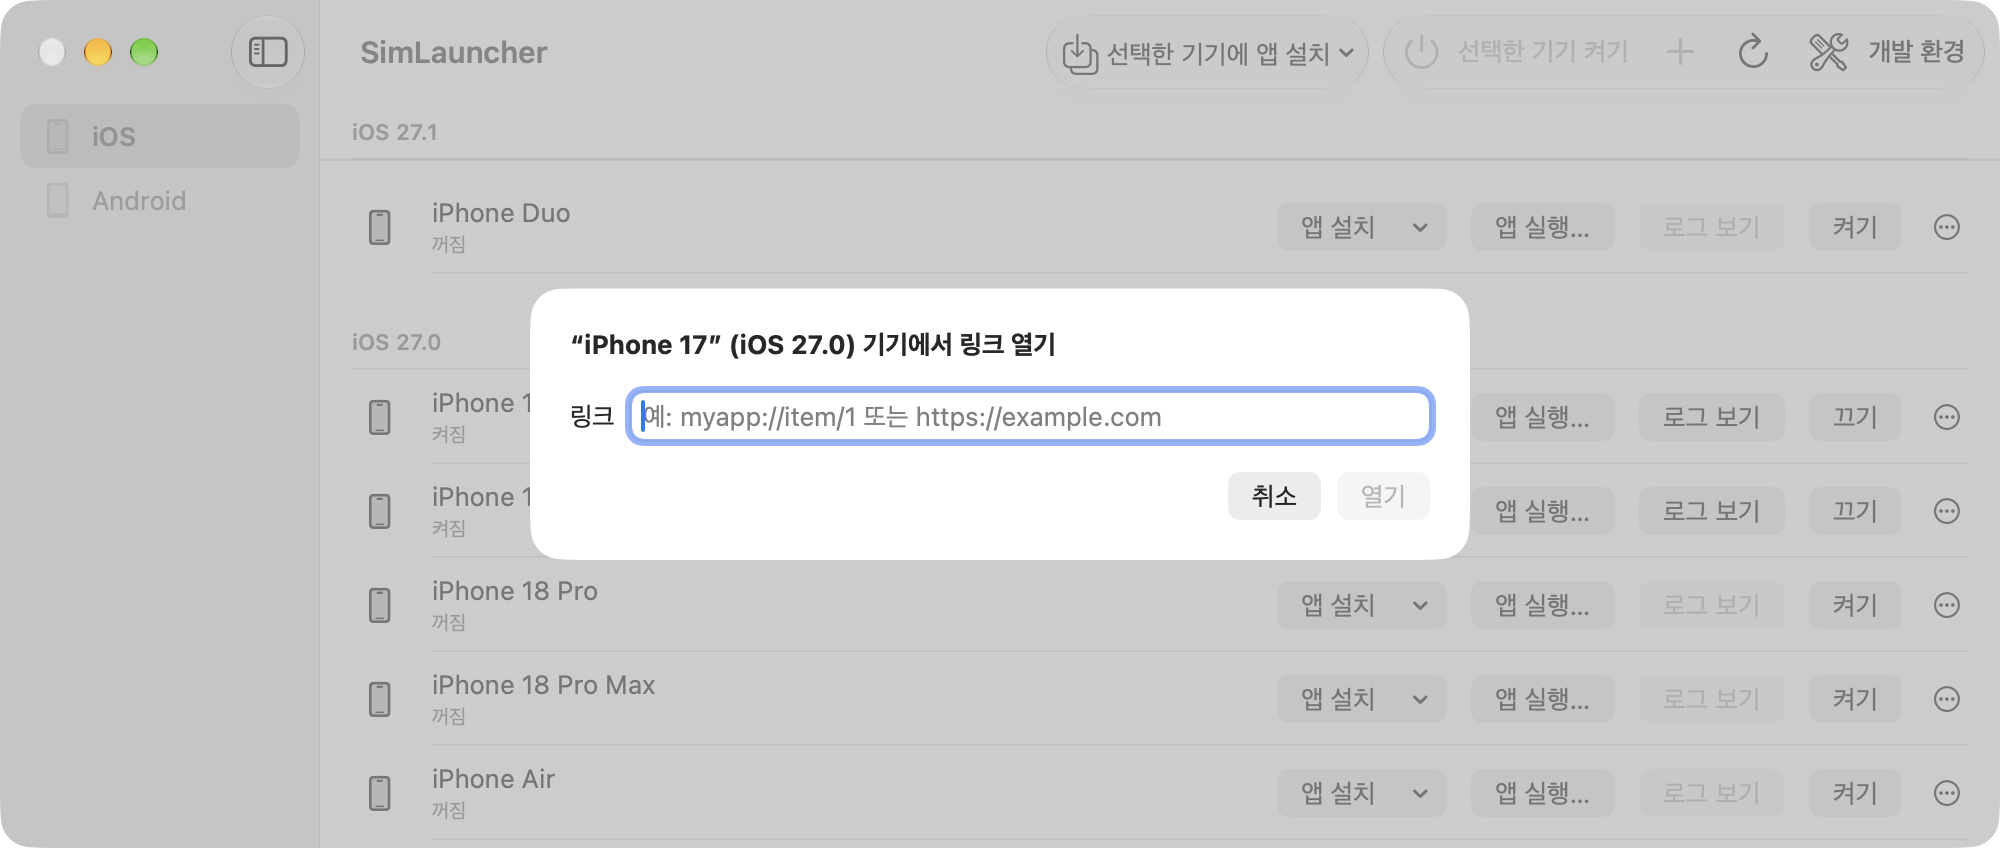 SimLauncher
선택한 기기에 앱 설치
선택한 기기 켜기
개발 환경
iOS
Android
iOS 27.1
iPhone Duo
꺼짐
앱 설치
앱 실행...
로그 보기
켜기
iOS 27.0
“iPhone 17” (iOS 27.0) 기기에서 링크 열기
링크
예: myapp://item/1 또는 https://example.com
취소
열기
iPhone 1
켜짐
앱 실행...
로그 보기
끄기
iPhone 1
켜짐
앱 실행...
로그 보기
끄기
iPhone 18 Pro
꺼짐
앱 설치
앱 실행...
로그 보기
켜기
iPhone 18 Pro Max
꺼짐
앱 설치
앱 실행...
로그 보기
켜기
iPhone Air
꺼짐
앱 설치
앱 실행...
로그 보기
켜기